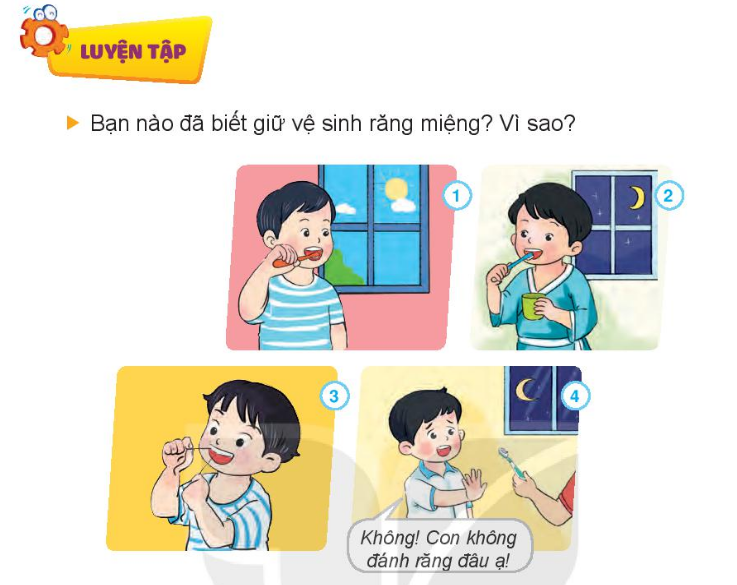 LUYỆN TẬP
Bạn nào đã biết giữ vệ sinh răng miệng? Vì sao?
1
2
3
4
Không! Con không
đánh răng đâu ạ!